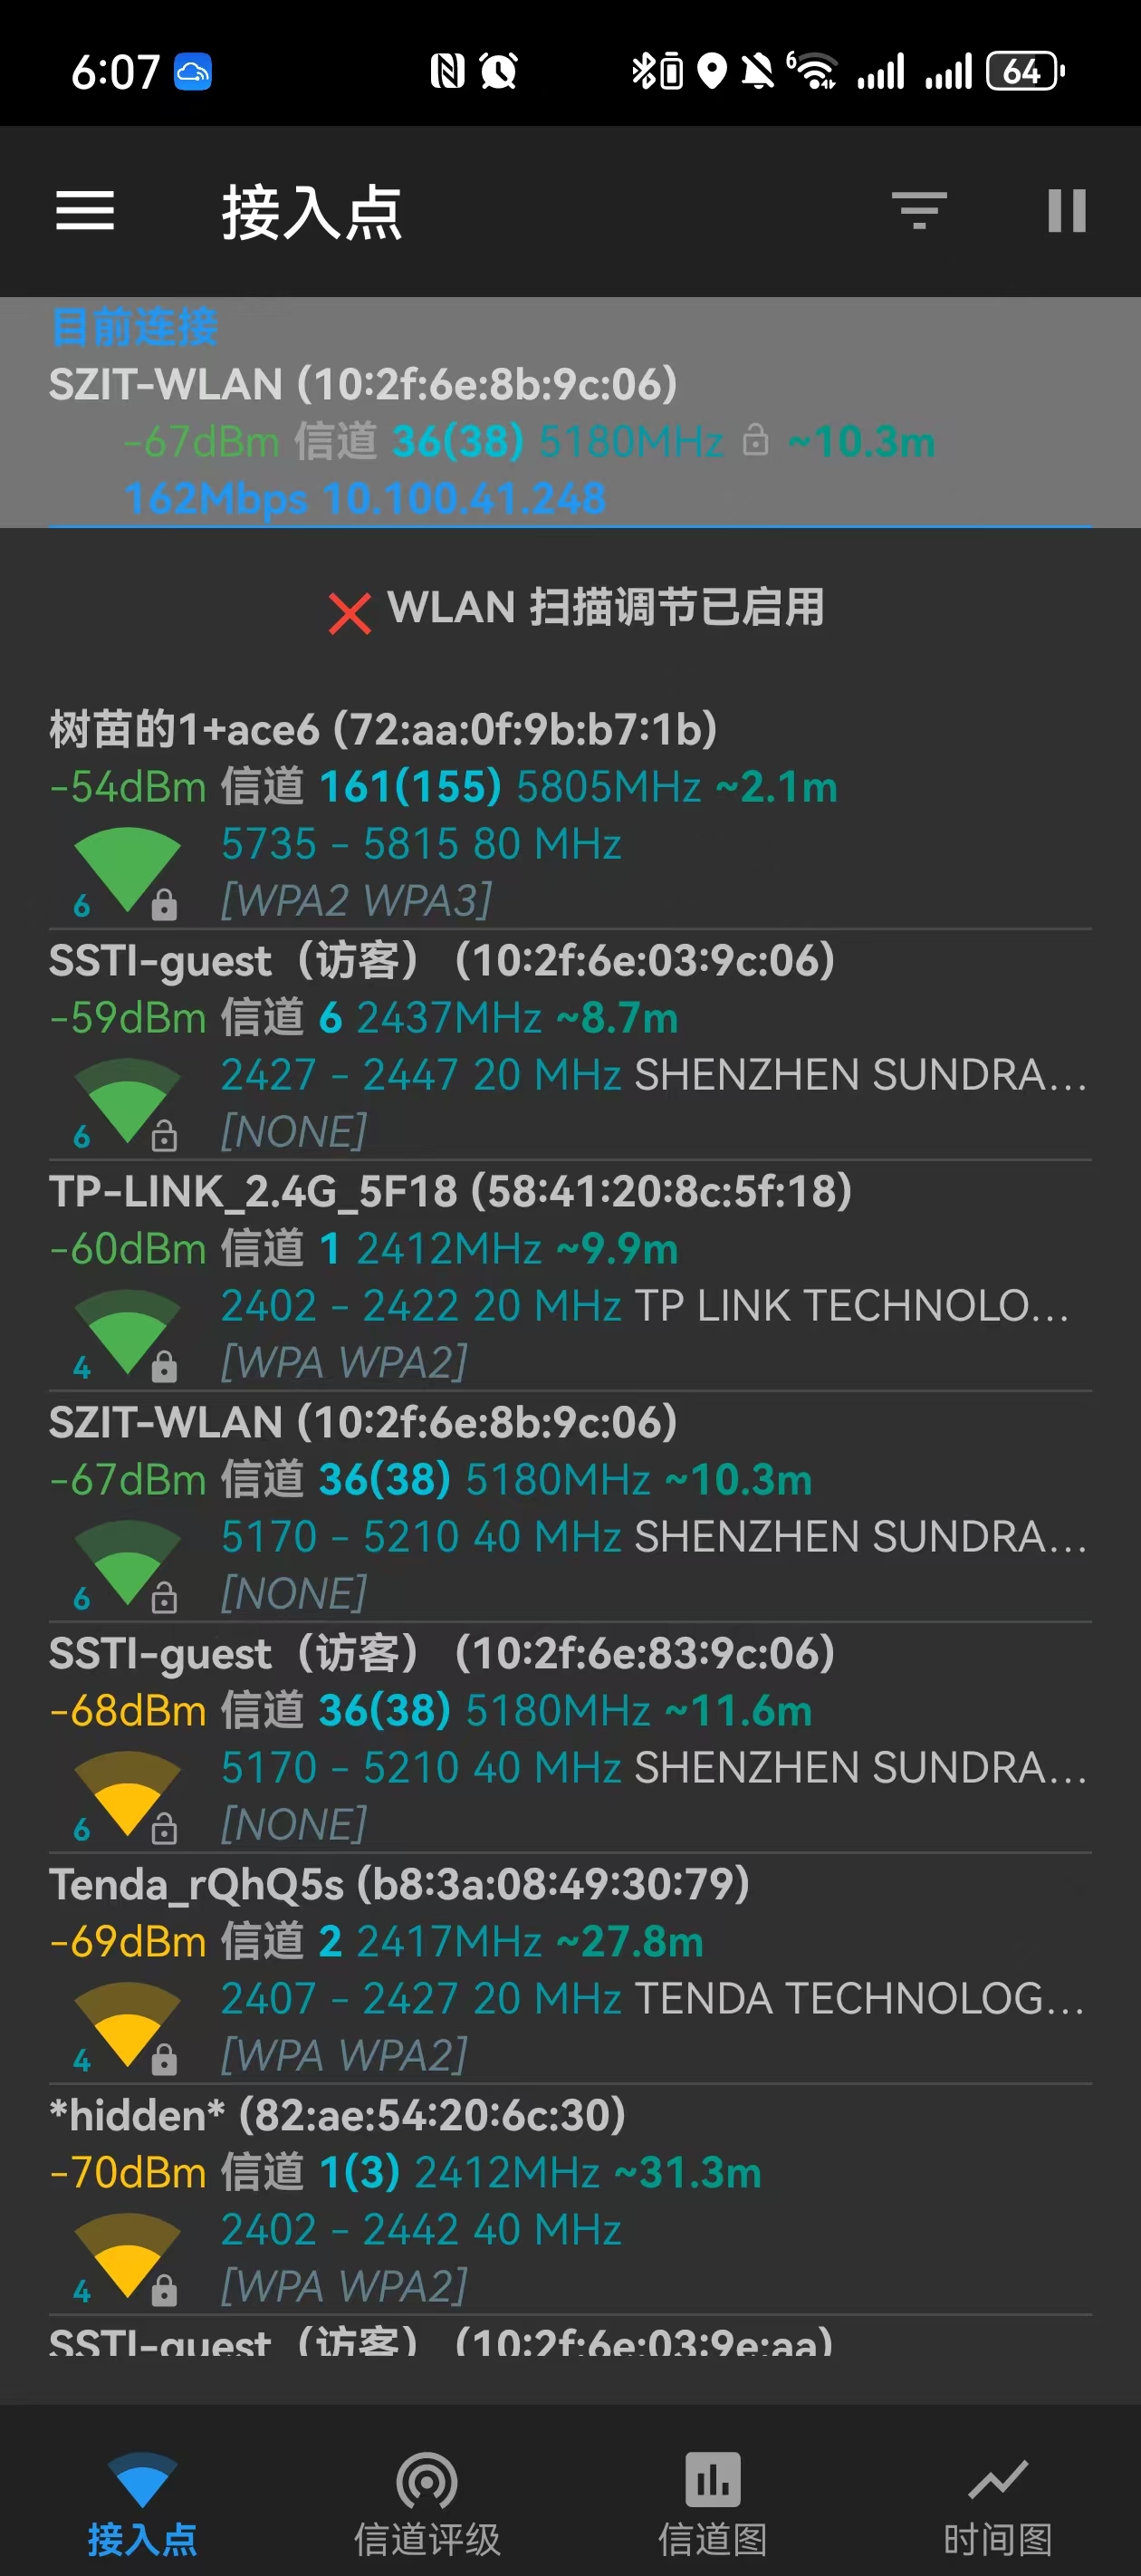 6:07
6
64
接入点
目前连接
SZIT-WLAN (10:2f:6e:8b:9c:06)
-67dBm 信道 36(38) 5180MHz ~10.3m
162Mbps 10.100.41.248
WLAN 扫描调节已启用
树苗的1+ace6 (72:aa:0f:9b:b7:1b)
-54dBm 信道 161(155) 5805MHz ~2.1m
5735 - 5815 80 MHz
6 [WPA2 WPA3]
SSTI-guest（访客） (10:2f:6e:03:9c:06)
-59dBm 信道 6 2437MHz ~8.7m
2427 - 2447 20 MHz SHENZHEN SUNDRA...
6 [NONE]
TP-LINK_2.4G_5F18 (58:41:20:8c:5f:18)
-60dBm 信道 1 2412MHz ~9.9m
2402 - 2422 20 MHz TP LINK TECHNOLO...
4 [WPA WPA2]
SZIT-WLAN (10:2f:6e:8b:9c:06)
-67dBm 信道 36(38) 5180MHz ~10.3m
5170 - 5210 40 MHz SHENZHEN SUNDRA...
6 [NONE]
SSTI-guest（访客） (10:2f:6e:83:9c:06)
-68dBm 信道 36(38) 5180MHz ~11.6m
5170 - 5210 40 MHz SHENZHEN SUNDRA...
6 [NONE]
Tenda_rQhQ5s (b8:3a:08:49:30:79)
-69dBm 信道 2 2417MHz ~27.8m
2407 - 2427 20 MHz TENDA TECHNOLOG...
4 [WPA WPA2]
*hidden* (82:ae:54:20:6c:30)
-70dBm 信道 1(3) 2412MHz ~31.3m
2402 - 2442 40 MHz
4 [WPA WPA2]
SSTI-guest（访客） (10:2f:6e:03:9e:aa)
接入点
信道评级
信道图
时间图